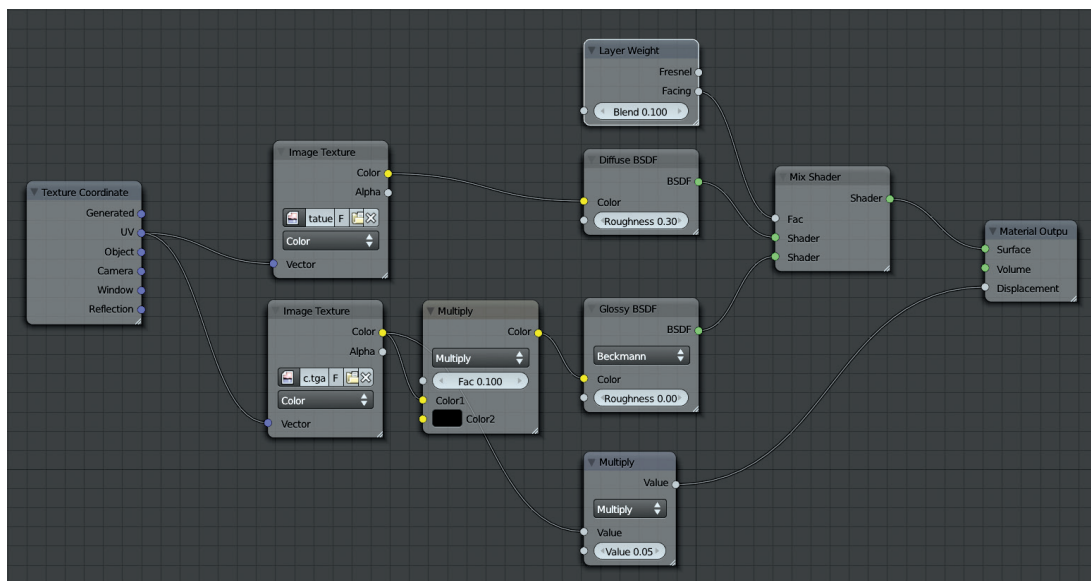 Texture Coordinate
Generated
UV
Object
Camera
Window
Reflection
Image Texture
Color
Alpha
tatue F
Color
Vector
Image Texture
Color
Alpha
c.tga F
Color
Vector
Multiply
Color
Multiply
Fac 0.100
Color1
Color2
Layer Weight
Fresnel
Facing
Blend 0.100
Diffuse BSDF
BSDF
Color
Roughness 0.30
Glossy BSDF
BSDF
Beckmann
Color
Roughness 0.00
Multiply
Value
Multiply
Value
Value 0.05
Mix Shader
Shader
Fac
Shader
Shader
Material Outpu
Surface
Volume
Displacement